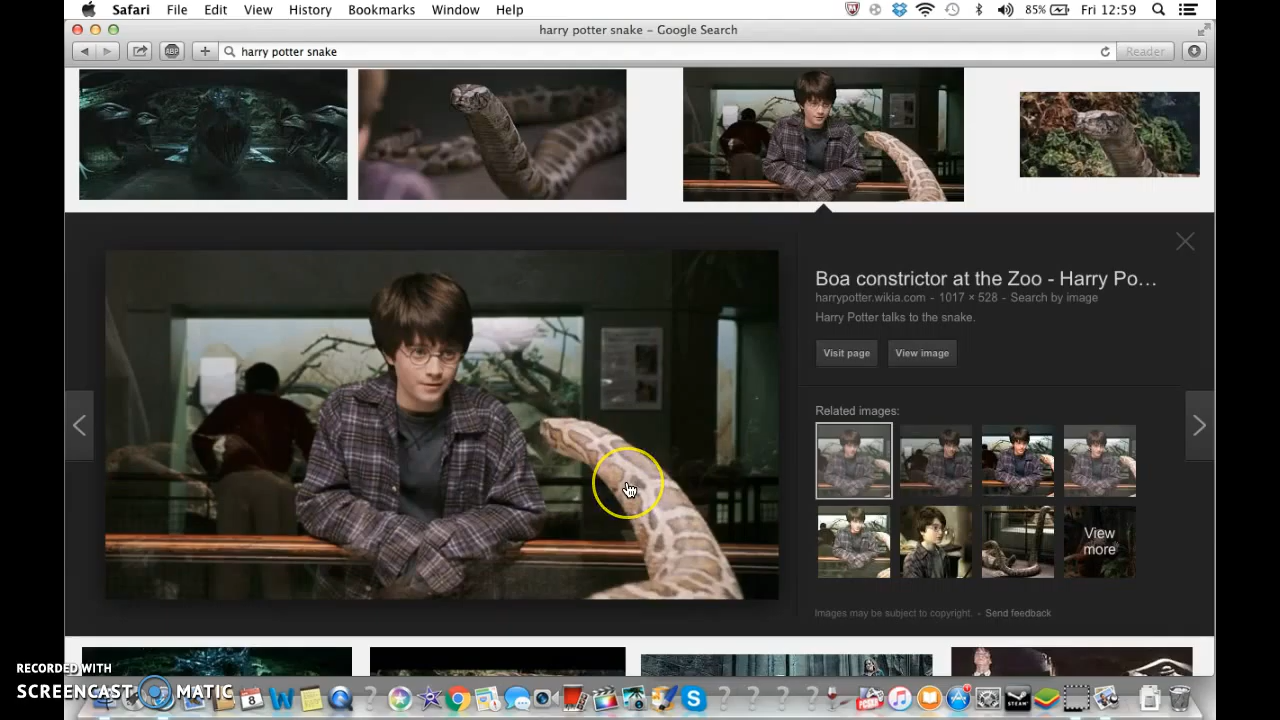 Safari File Edit View History Bookmarks Window Help 85% Fri 12:59
harry potter snake – Google Search
ABP harry potter snake Reader
Boa constrictor at the Zoo - Harry Po…
harrypotter.wikia.com - 1017 × 528 - Search by image
Harry Potter talks to the snake.
Visit page View image
Related images:
View
more
Images may be subject to copyright. - Send feedback
RECORDED WITH
SCREENCAST MATIC
8
STEAM